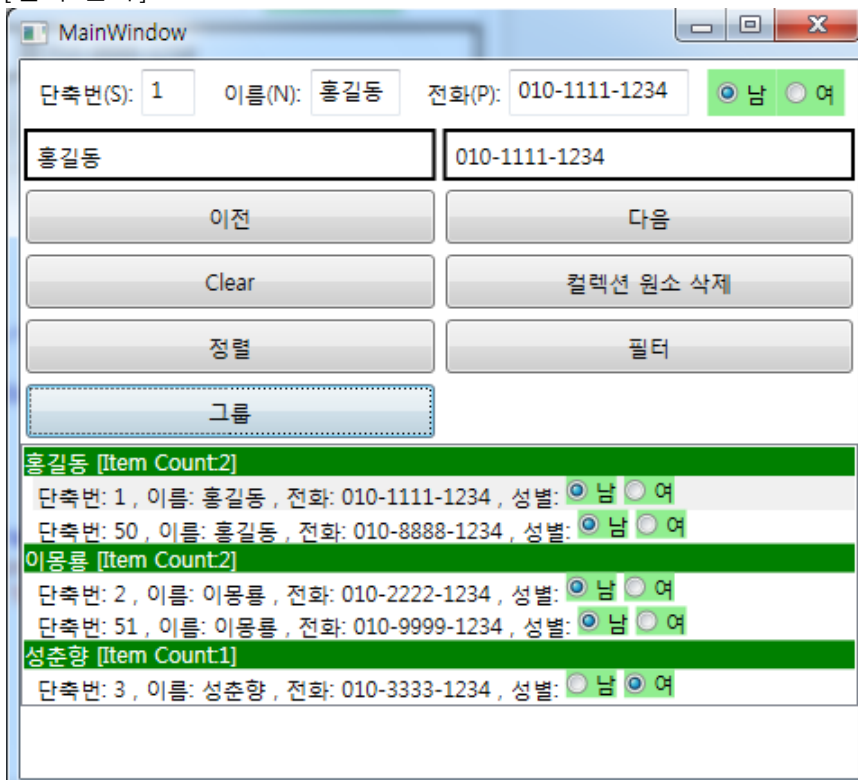 MainWindow
단축번(S): 1 이름(N): 홍길동 전화(P): 010-1111-1234 남 여
홍길동 010-1111-1234
이전 다음
Clear 컬렉션 원소 삭제
정렬 필터
그룹
홍길동 [Item Count:2]
단축번: 1 , 이름: 홍길동 , 전화: 010-1111-1234 , 성별: 남 여
단축번: 50 , 이름: 홍길동 , 전화: 010-8888-1234 , 성별: 남 여
이몽룡 [Item Count:2]
단축번: 2 , 이름: 이몽룡 , 전화: 010-2222-1234 , 성별: 남 여
단축번: 51 , 이름: 이몽룡 , 전화: 010-9999-1234 , 성별: 남 여
성춘향 [Item Count:1]
단축번: 3 , 이름: 성춘향 , 전화: 010-3333-1234 , 성별: 남 여